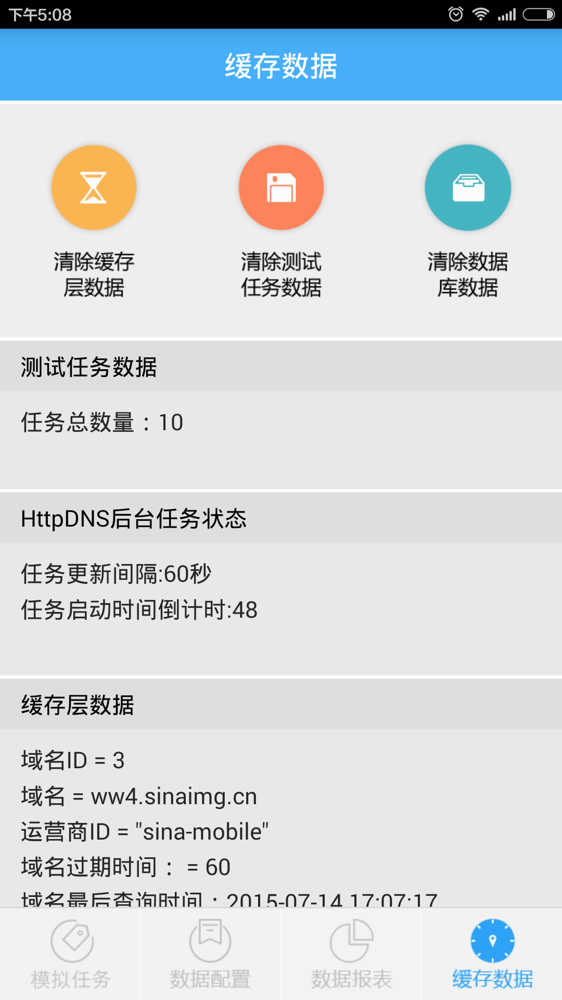 下午5:08
缓存数据
清除缓存
层数据
清除测试
任务数据
清除数据
库数据
测试任务数据
任务总数量：10
HttpDNS后台任务状态
任务更新间隔:60秒
任务启动时间倒计时:48
缓存层数据
域名ID = 3
域名 = ww4.sinaimg.cn
运营商ID = "sina-mobile"
域名过期时间： = 60
域名最后查询时间：2015-07-14 17:07:17
模拟任务
数据配置
数据报表
缓存数据